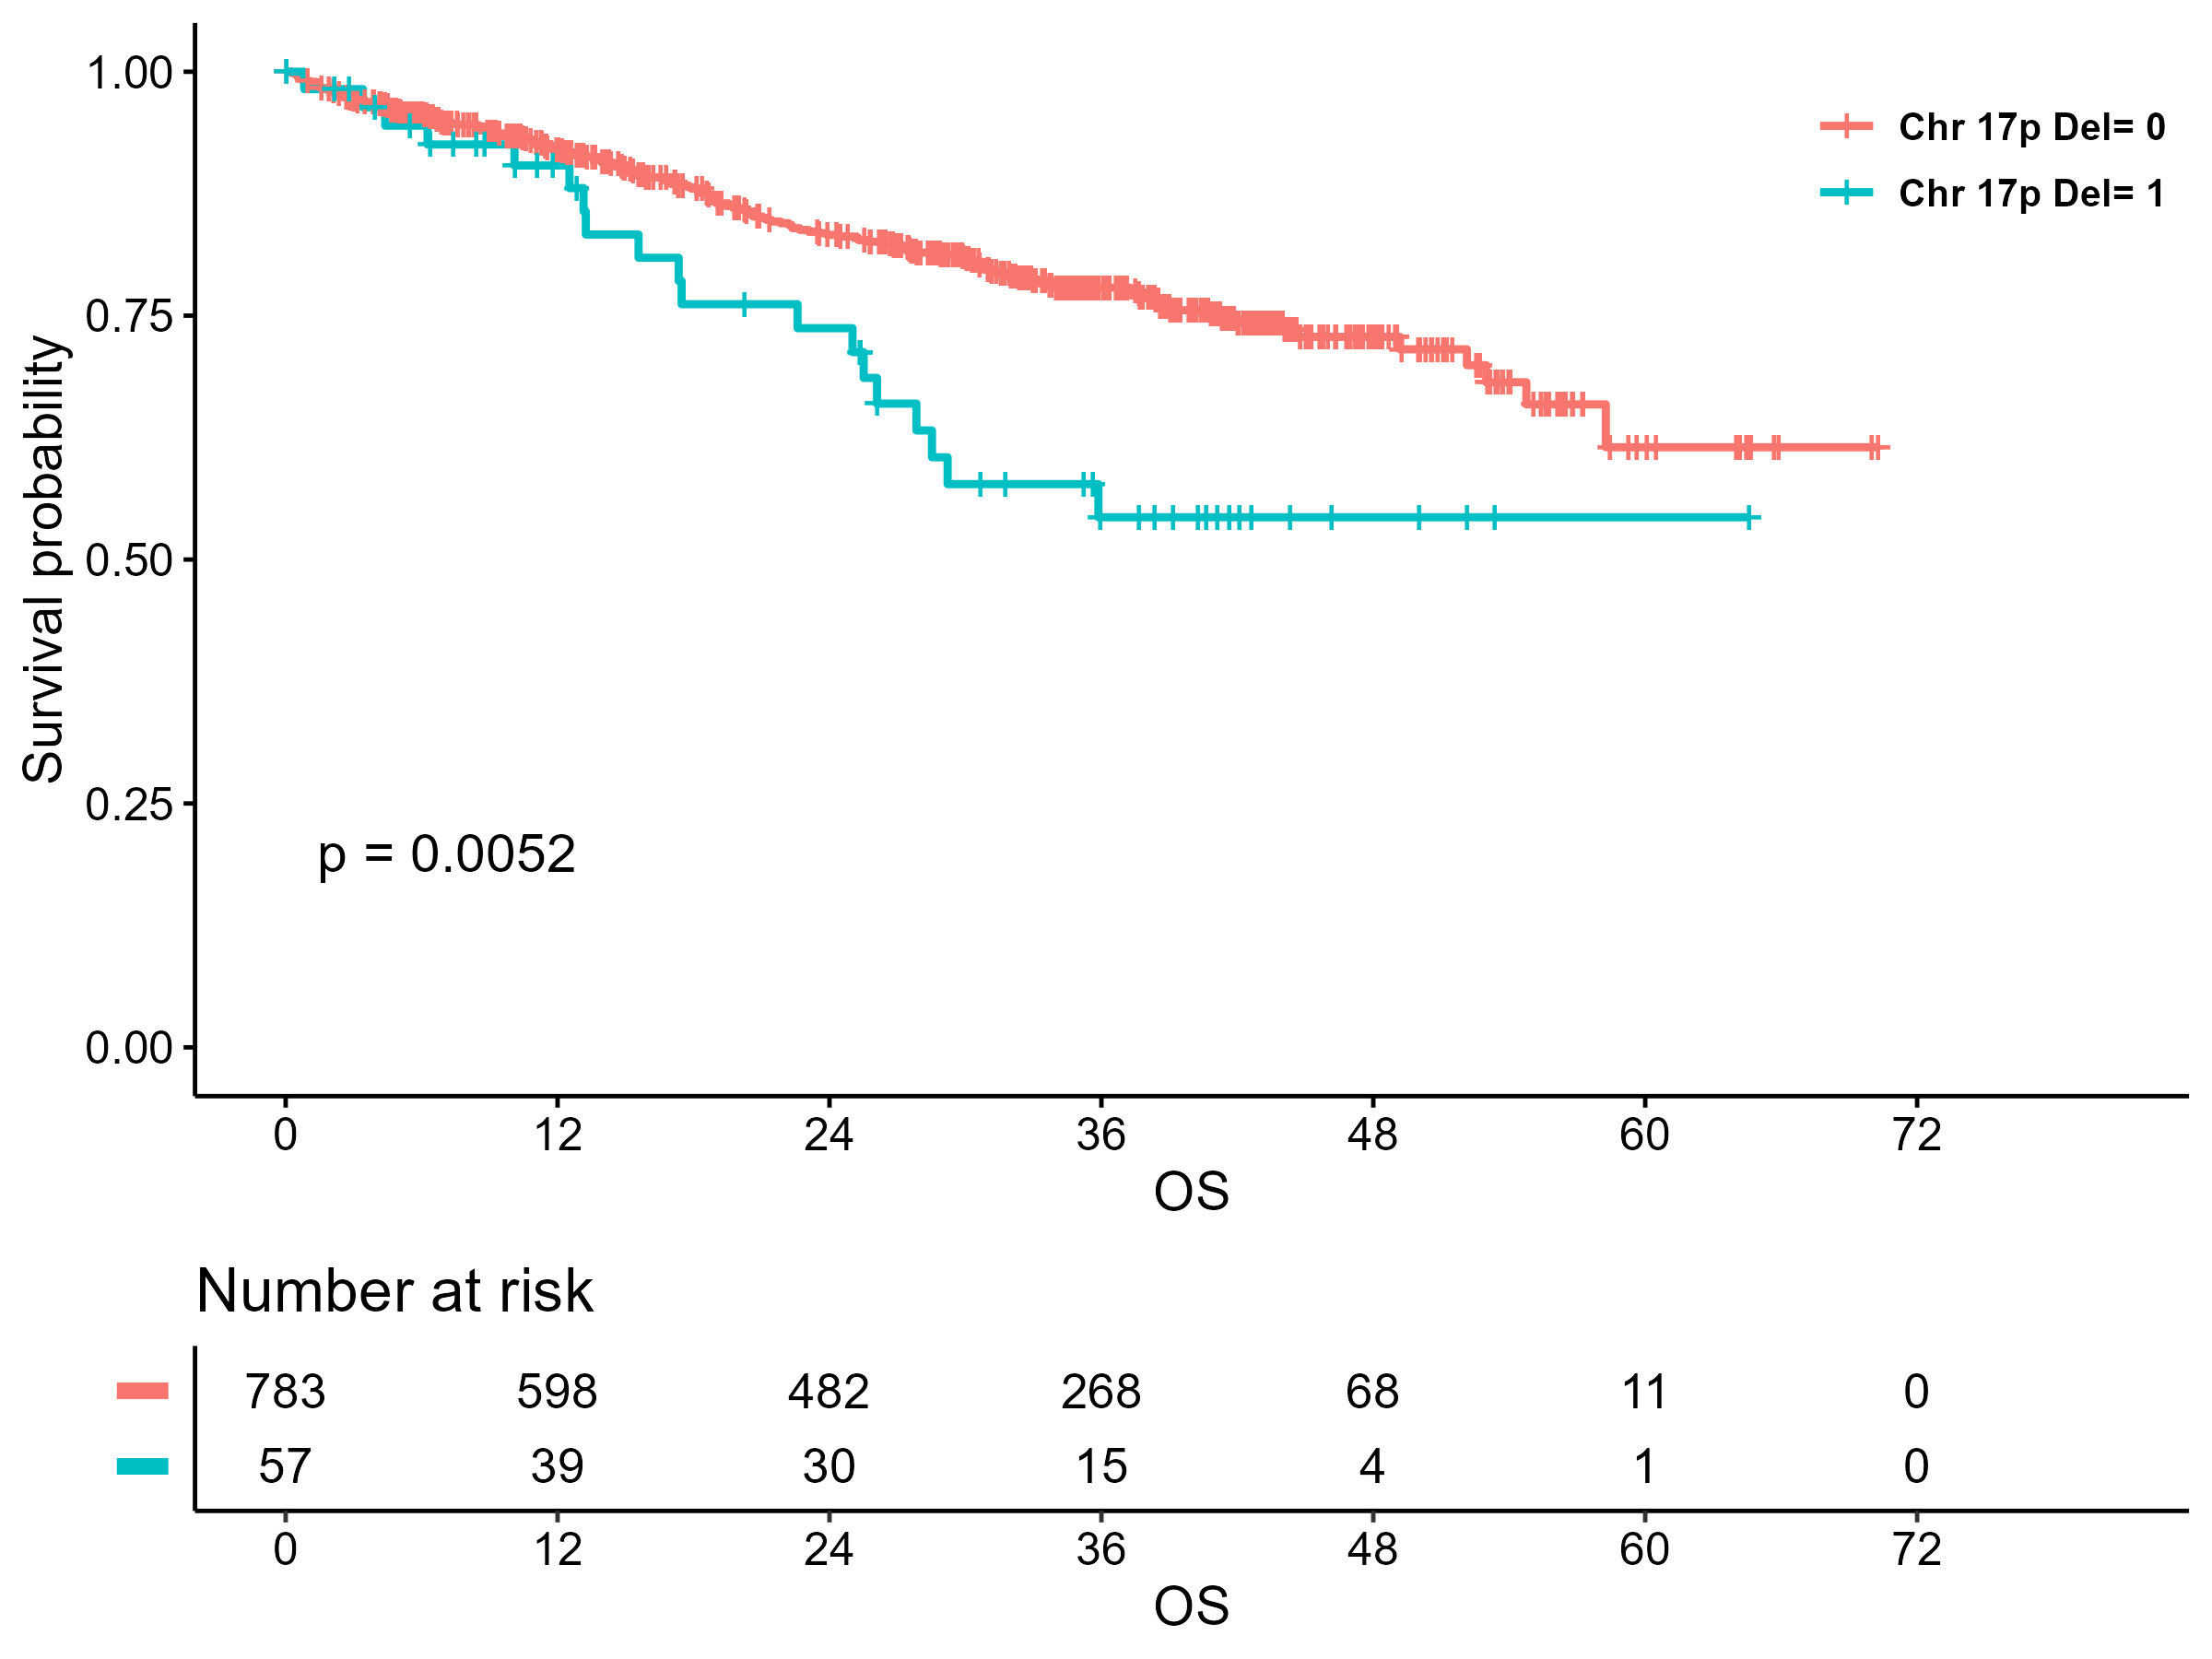 1.00
0.75
0.50
0.25
0.00
Survival probability
Chr 17p Del= 0
Chr 17p Del= 1
p = 0.0052
0 12 24 36 48 60 72
OS
Number at risk
783 598 482 268 68 11 0
57 39 30 15 4 1 0
0 12 24 36 48 60 72
OS